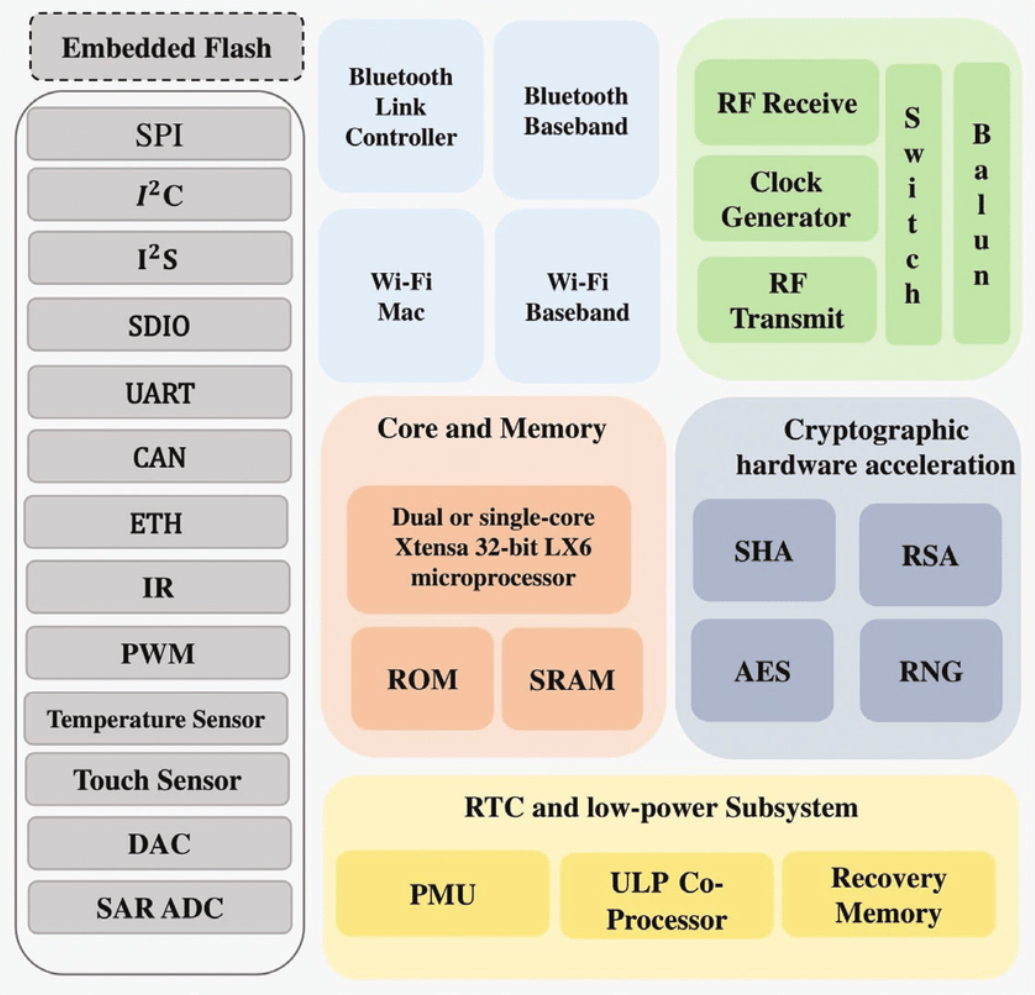 Embedded Flash
SPI
I²C
I²S
SDIO
UART
CAN
ETH
IR
PWM
Temperature Sensor
Touch Sensor
DAC
SAR ADC
Bluetooth
Link
Controller
Bluetooth
Baseband
Wi-Fi
Mac
Wi-Fi
Baseband
RF Receive
Clock
Generator
RF
Transmit
Switch
Balun
Core and Memory
Dual or single-core
Xtensa 32-bit LX6
microprocessor
ROM
SRAM
Cryptographic
hardware acceleration
SHA
RSA
AES
RNG
RTC and low-power Subsystem
PMU
ULP Co-
Processor
Recovery
Memory